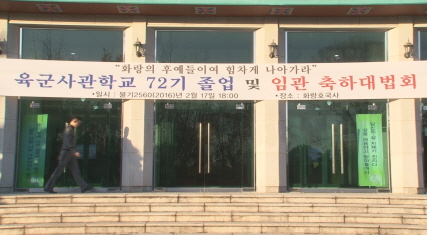 "화랑의 후예들이여 힘차게 나아가라"
육군사관학교 72기 졸업 및 임관 축하대법회
•일시 : 불기2560(2016)년 2월 17일 18:00 •장소 : 화랑호국사